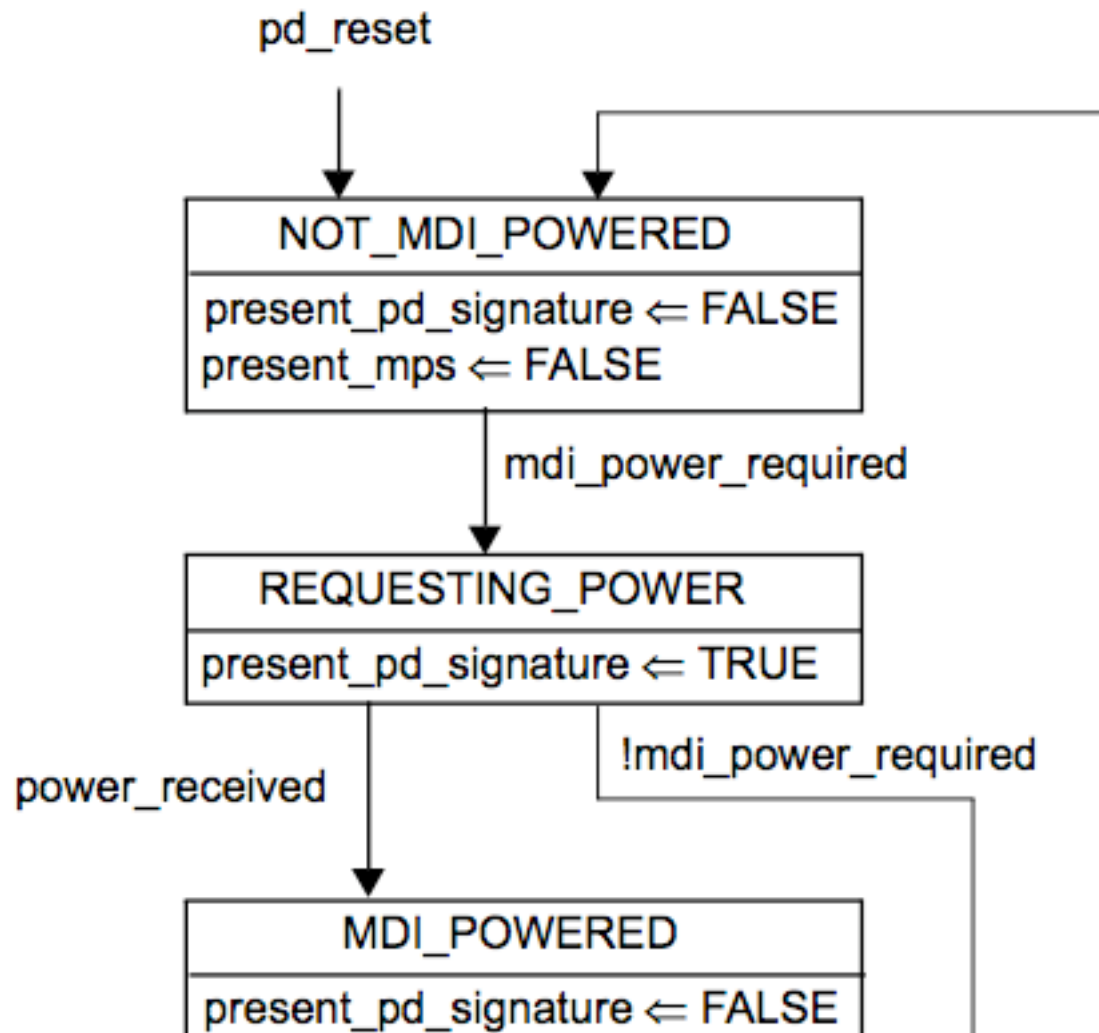 pd_reset
NOT_MDI_POWERED
present_pd_signature ⇐ FALSE
present_mps ⇐ FALSE
mdi_power_required
REQUESTING_POWER
present_pd_signature ⇐ TRUE
!mdi_power_required
power_received
MDI_POWERED
present_pd_signature ⇐ FALSE